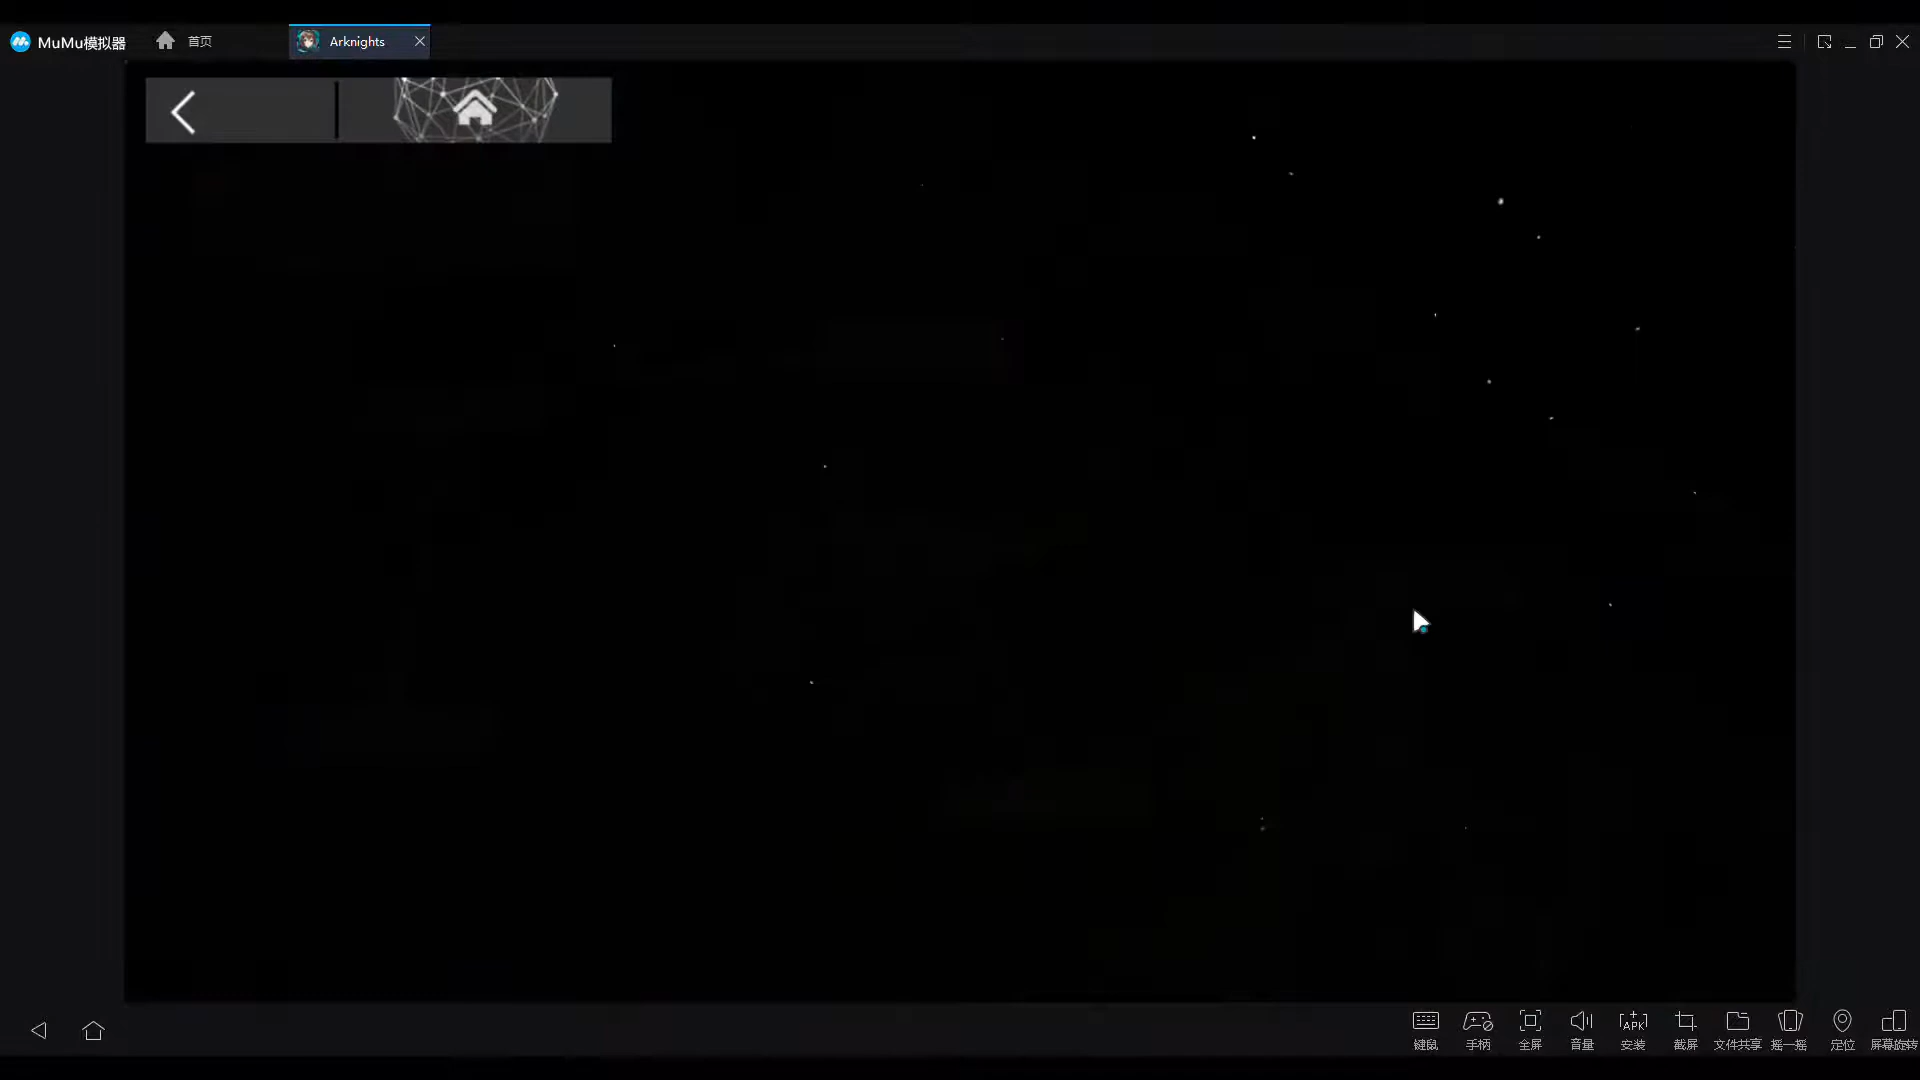 MuMu模拟器
首页
Arknights
键鼠
手柄
全屏
音量
APK
安装
截屏
文件共享
摇一摇
定位
屏幕旋转